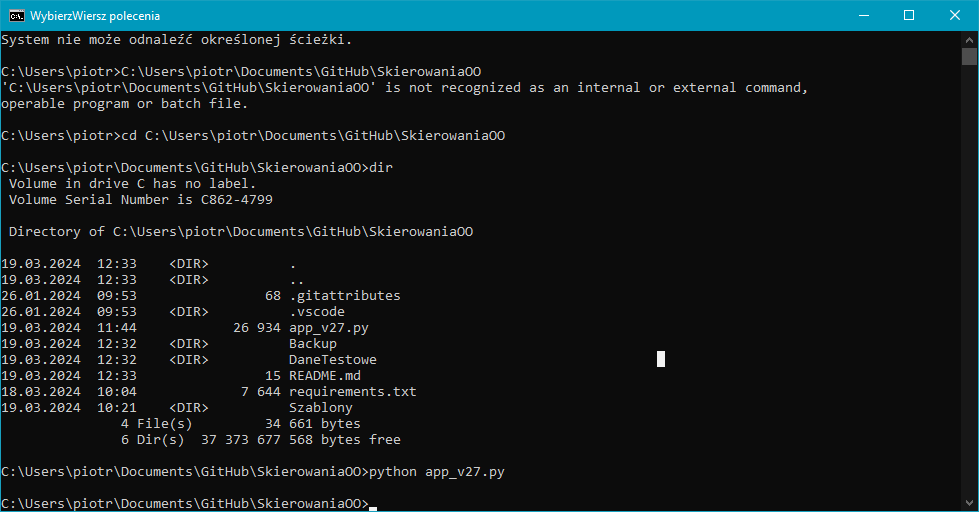 WybierzWiersz polecenia
System nie może odnaleźć określonej ścieżki.
C:\Users\piotr>C:\Users\piotr\Documents\GitHub\SkierowaniaOO
'C:\Users\piotr\Documents\GitHub\SkierowaniaOO' is not recognized as an internal or external command,
operable program or batch file.
C:\Users\piotr>cd C:\Users\piotr\Documents\GitHub\SkierowaniaOO
C:\Users\piotr\Documents\GitHub\SkierowaniaOO>dir
Volume in drive C has no label.
Volume Serial Number is C862-4799
Directory of C:\Users\piotr\Documents\GitHub\SkierowaniaOO
19.03.2024  12:33    <DIR>          .
19.03.2024  12:33    <DIR>          ..
26.01.2024  09:53                68 .gitattributes
26.01.2024  09:53    <DIR>          .vscode
19.03.2024  11:44            26 934 app_v27.py
19.03.2024  12:32    <DIR>          Backup
19.03.2024  12:32    <DIR>          DaneTestowe
19.03.2024  12:33                15 README.md
18.03.2024  10:04             7 644 requirements.txt
19.03.2024  10:21    <DIR>          Szablony
4 File(s)         34 661 bytes
6 Dir(s)  37 373 677 568 bytes free
C:\Users\piotr\Documents\GitHub\SkierowaniaOO>python app_v27.py
C:\Users\piotr\Documents\GitHub\SkierowaniaOO>